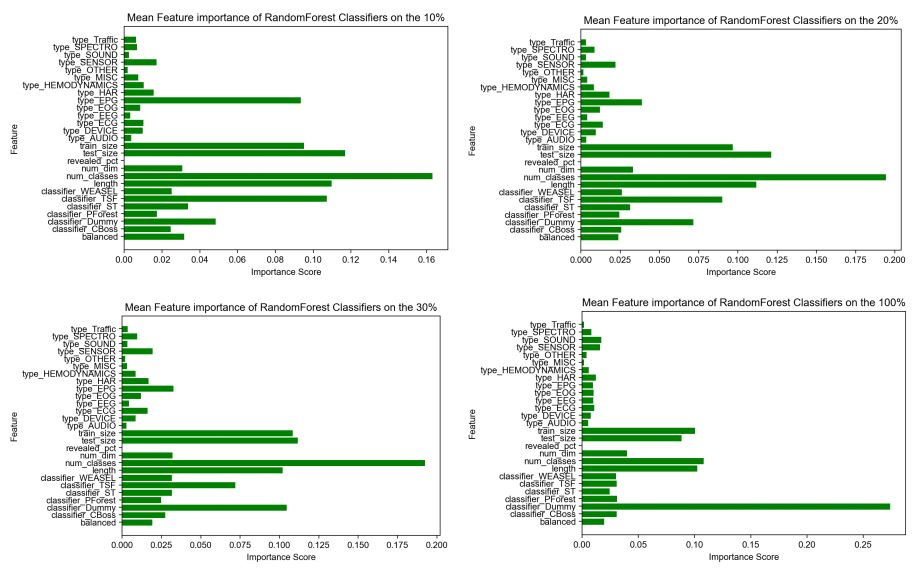 Mean Feature importance of RandomForest Classifiers on the 10%
type_Traffic
type_SPECTRO
type_SOUND
type_SENSOR
type_OTHER
type_MISC
type_HEMODYNAMICS
type_HAR
type_EPG
type_EOG
type_EEG
type_ECG
type_DEVICE
type_AUDIO
train_size
test_size
revealed_pct
num_dim
num_classes
length
classifier_WEASEL
classifier_TSF
classifier_ST
classifier_PForest
classifier_Dummy
classifier_CBoss
balanced
Feature
0.00 0.02 0.04 0.06 0.08 0.10 0.12 0.14 0.16
Importance Score
Mean Feature importance of RandomForest Classifiers on the 20%
type_Traffic
type_SPECTRO
type_SOUND
type_SENSOR
type_OTHER
type_MISC
type_HEMODYNAMICS
type_HAR
type_EPG
type_EOG
type_EEG
type_ECG
type_DEVICE
type_AUDIO
train_size
test_size
revealed_pct
num_dim
num_classes
length
classifier_WEASEL
classifier_TSF
classifier_ST
classifier_PForest
classifier_Dummy
classifier_CBoss
balanced
Feature
0.000 0.025 0.050 0.075 0.100 0.125 0.150 0.175 0.200
Importance Score
Mean Feature importance of RandomForest Classifiers on the 30%
type_Traffic
type_SPECTRO
type_SOUND
type_SENSOR
type_OTHER
type_MISC
type_HEMODYNAMICS
type_HAR
type_EPG
type_EOG
type_EEG
type_ECG
type_DEVICE
type_AUDIO
train_size
test_size
revealed_pct
num_dim
num_classes
length
classifier_WEASEL
classifier_TSF
classifier_ST
classifier_PForest
classifier_Dummy
classifier_CBoss
balanced
Feature
0.000 0.025 0.050 0.075 0.100 0.125 0.150 0.175 0.200
Importance Score
Mean Feature importance of RandomForest Classifiers on the 100%
type_Traffic
type_SPECTRO
type_SOUND
type_SENSOR
type_OTHER
type_MISC
type_HEMODYNAMICS
type_HAR
type_EPG
type_EOG
type_EEG
type_ECG
type_DEVICE
type_AUDIO
train_size
test_size
revealed_pct
num_dim
num_classes
length
classifier_WEASEL
classifier_TSF
classifier_ST
classifier_PForest
classifier_Dummy
classifier_CBoss
balanced
Feature
0.00 0.05 0.10 0.15 0.20 0.25
Importance Score